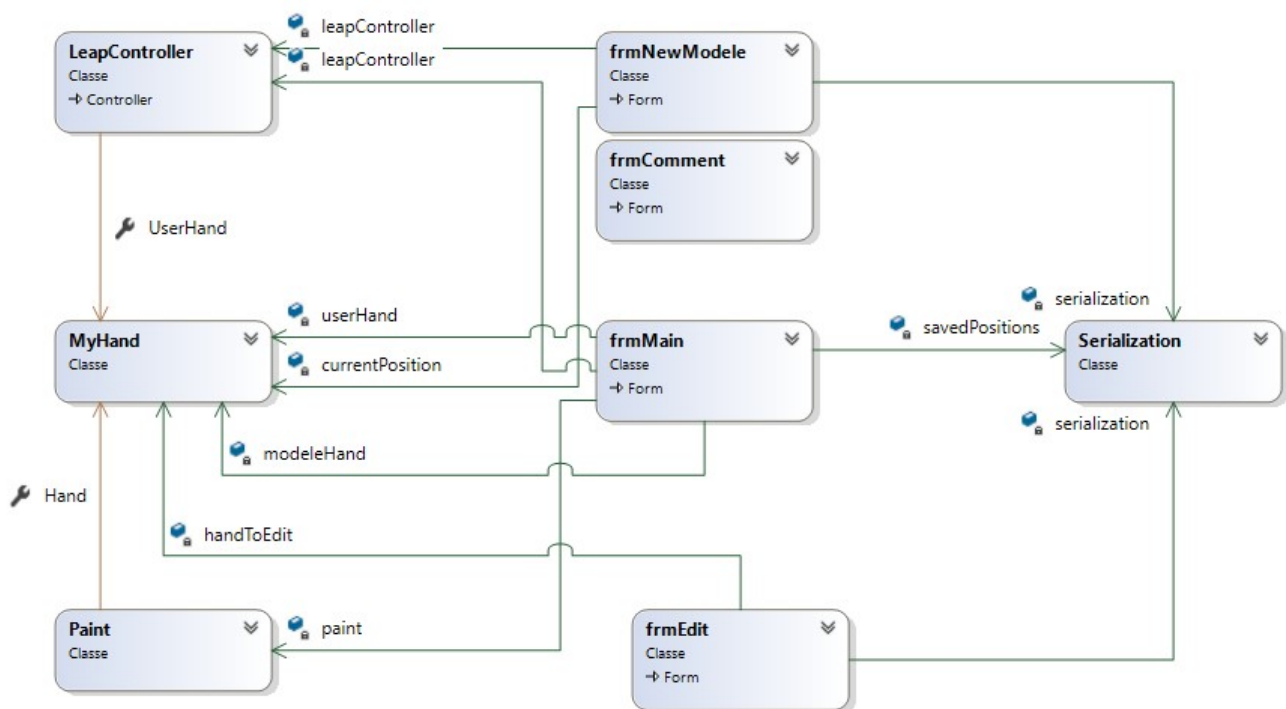 leapController
LeapController
Classe
Controller
leapController
frmNewModele
Classe
Form
frmComment
Classe
Form
UserHand
userHand
MyHand
Classe
currentPosition
frmMain
Classe
Form
savedPositions
serialization
Serialization
Classe
serialization
modeleHand
Hand
handToEdit
Paint
Classe
paint
frmEdit
Classe
Form